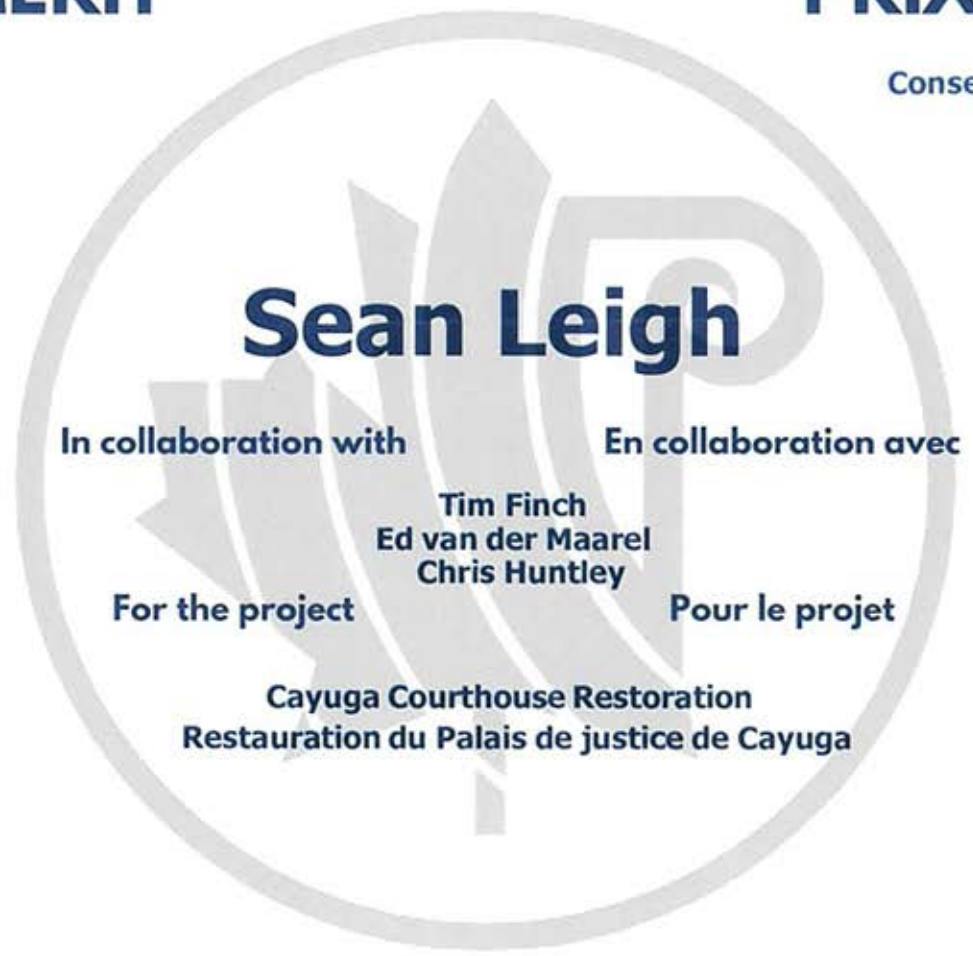 Sean Leigh
In collaboration with
En collaboration avec
Tim Finch
Ed van der Maarel
Chris Huntley
For the project
Pour le projet
Cayuga Courthouse Restoration
Restauration du Palais de justice de Cayuga